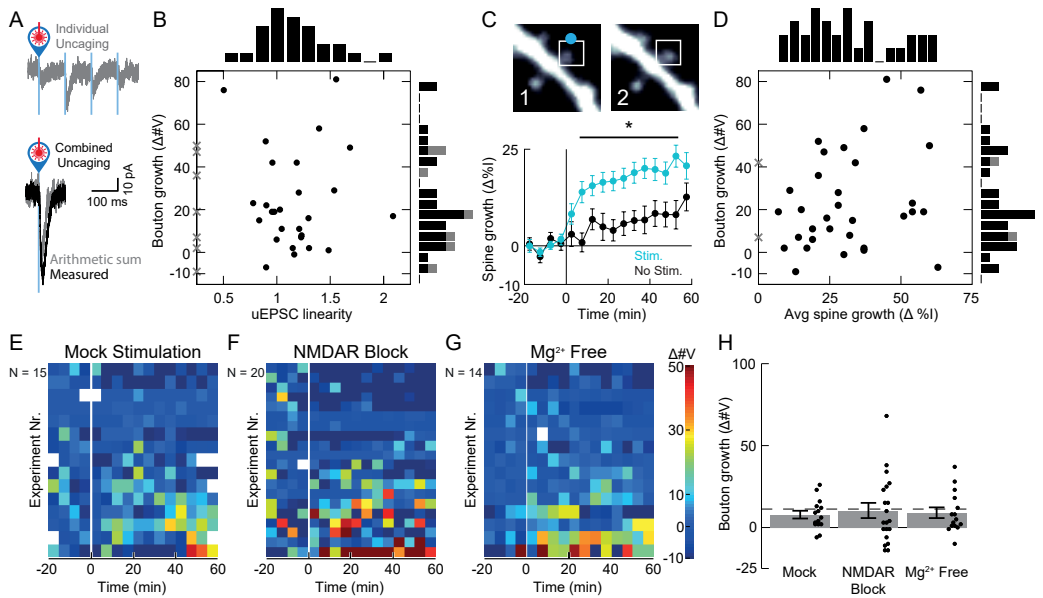 A
Individual
Uncaging
Combined
Uncaging
10 pA
100 ms
Arithmetic sum
Measured
B
Bouton growth (Δ#V)
80
60
40
20
0
-10
0.5
1
1.5
2
uEPSC linearity
C
1
2
*
Spine growth (Δ%I)
25
0
-10
Stim.
No Stim.
-20
0
20
40
60
Time (min)
D
Bouton growth (Δ#V)
80
60
40
20
0
-10
0
25
50
75
Avg spine growth (Δ %I)
E
Mock Stimulation
N = 15
Experiment Nr.
-20
0
20
40
60
Time (min)
F
NMDAR Block
N = 20
Experiment Nr.
-20
0
20
40
60
Time (min)
G
Mg²⁺ Free
N = 14
Experiment Nr.
-20
0
20
40
60
Time (min)
Δ#V
50
40
30
20
10
0
-10
H
Bouton growth (Δ#V)
100
50
0
-25
Mock
NMDAR
Block
Mg²⁺ Free